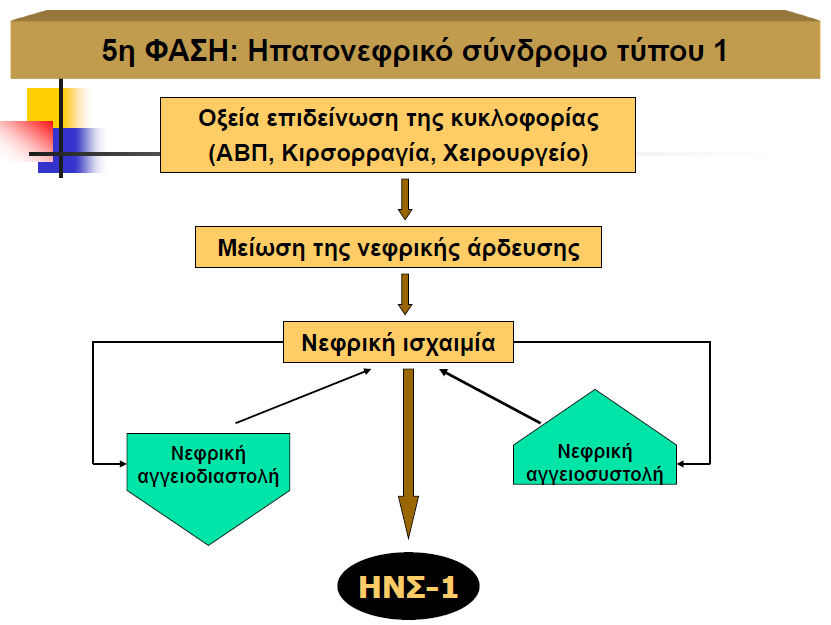 5η ΦΑΣΗ: Ηπατονεφρικό σύνδρομο τύπου 1
Οξεία επιδείνωση της κυκλοφορίας
(ΑΒΠ, Κιρσορραγία, Χειρουργείο)
Μείωση της νεφρικής άρδευσης
Νεφρική ισχαιμία
Νεφρική
αγγειοδιαστολή
Νεφρική
αγγειοσυστολή
ΗΝΣ-1